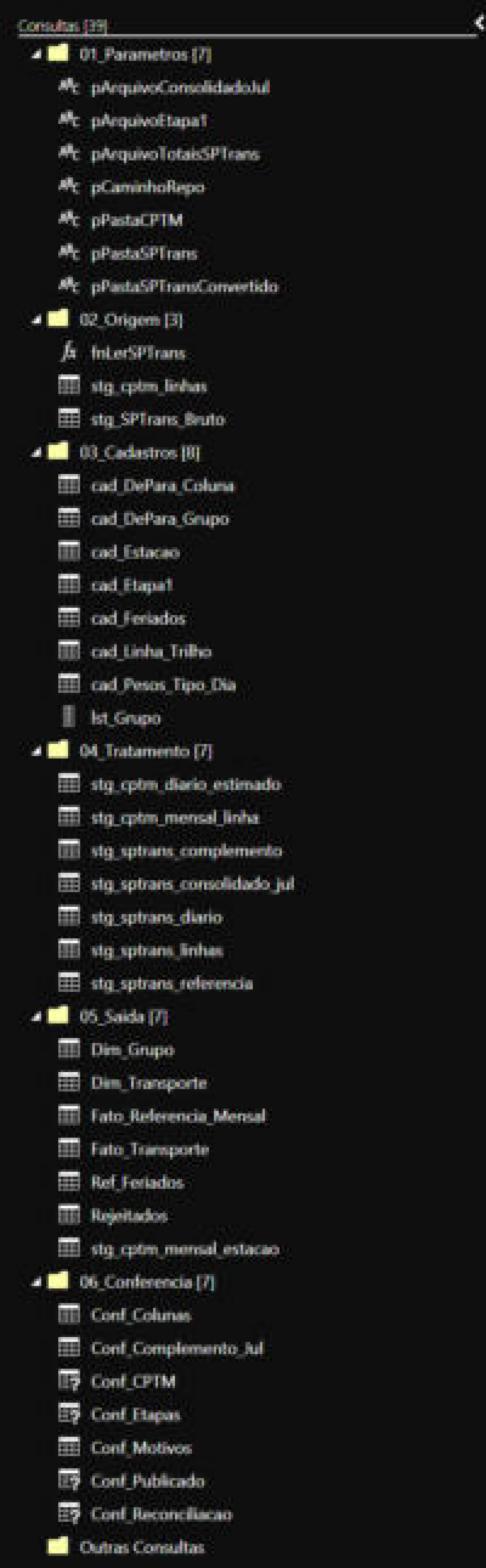 Consultas [39]
01_Parametros [7]
pArquivoConsolidadoJul
pArquivoEtapa1
pArquivoTotaisSPTrans
pCaminhoRepo
pPastaCPTM
pPastaSPTrans
pPastaSPTransConvertido
02_Origem [3]
fnLerSPTrans
stg_cptm_linhas
stg_SPTrans_Bruto
03_Cadastros [8]
cad_DePara_Coluna
cad_DePara_Grupo
cad_Estacao
cad_Etapa1
cad_Feriados
cad_Linha_Trilho
cad_Pesos_Tipo_Dia
lst_Grupo
04_Tratamento [7]
stg_cptm_diario_estimado
stg_cptm_mensal_linha
stg_sptrans_complemento
stg_sptrans_consolidado_jul
stg_sptrans_diario
stg_sptrans_linhas
stg_sptrans_referencia
05_Saida [7]
Dim_Grupo
Dim_Transporte
Fato_Referencia_Mensal
Fato_Transporte
Ref_Feriados
Rejeitados
stg_cptm_mensal_estacao
06_Conferencia [7]
Conf_Colunas
Conf_Complemento_Jul
Conf_CPTM
Conf_Etapas
Conf_Motivos
Conf_Publicado
Conf_Reconciliacao
Outras Consultas